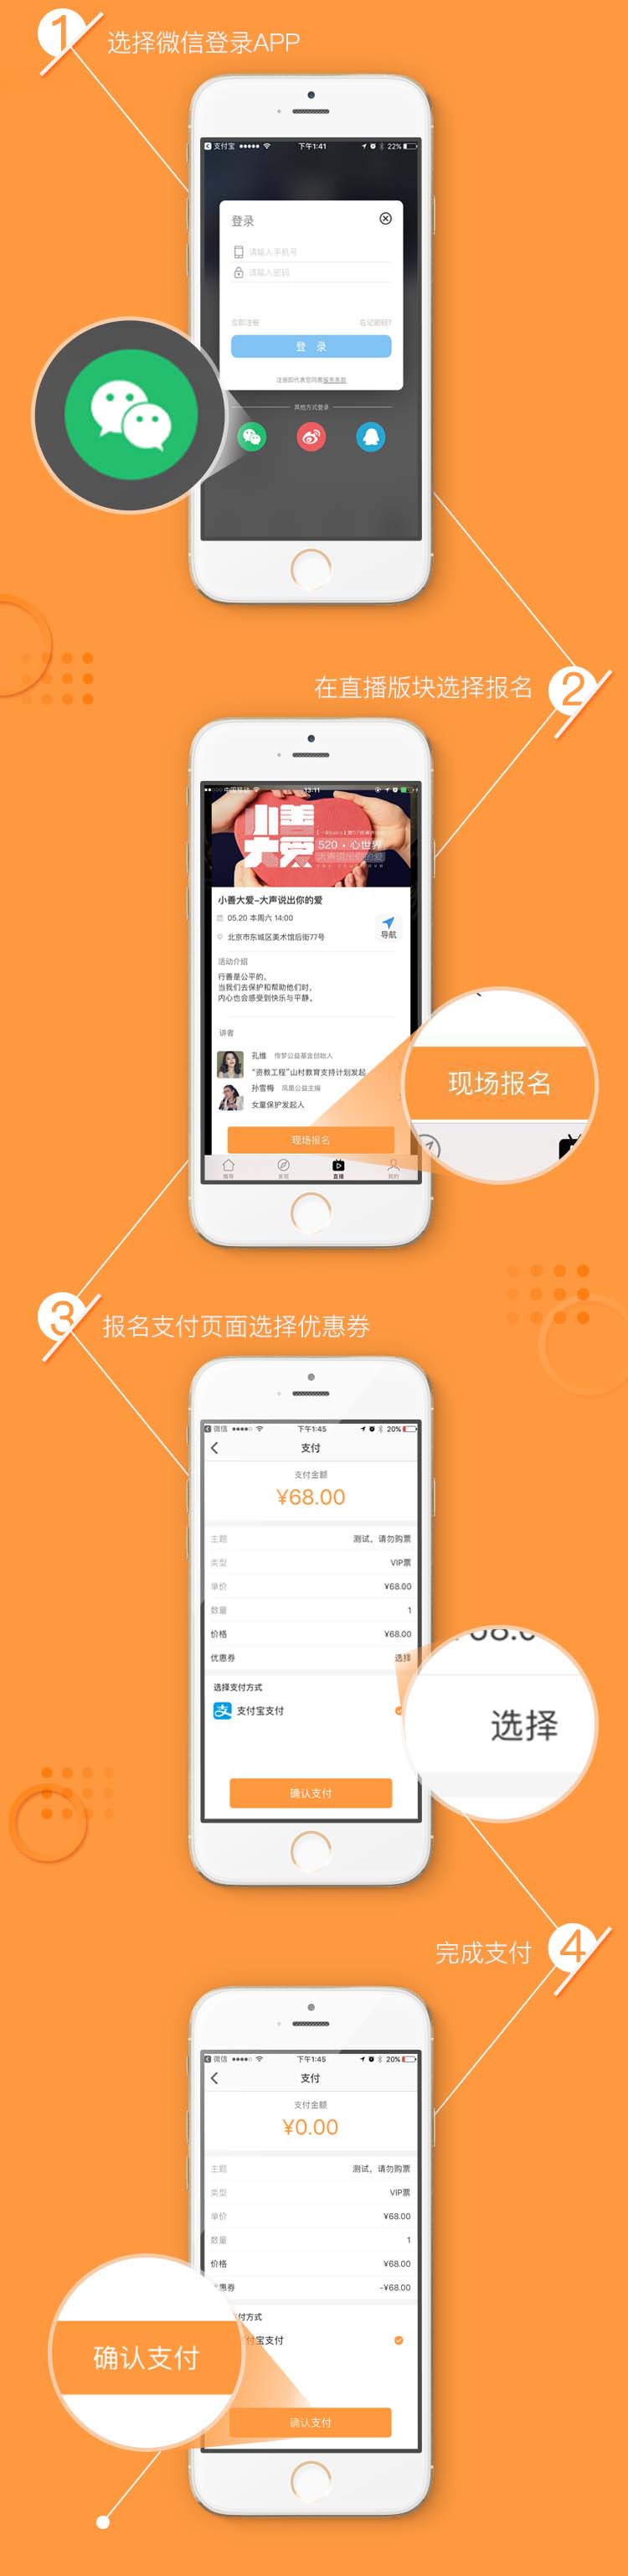 1
选择微信登录APP
支付宝 下午1:41 22%
登录
请输入手机号
请输入密码
立即注册 忘记密码?
登 录
注册即代表您同意服务条款
其他方式登录
2
在直播版块选择报名
中国移动 13:11
小善
大爱
520 · 心世界
大声说出你的爱
小善大爱-大声说出你的爱
05.20 本周六 14:00
导航
北京市东城区美术馆后街77号
活动介绍
行善是公平的,
当我们去保护和帮助他们时,
内心也会感受到快乐与平静。
讲者
孔维 传梦公益基金创始人
“资教工程”山村教育支持计划发起
孙雪梅 凤凰公益主编
女童保护发起人
现场报名
现场报名
推荐 发现 直播 我的
3
报名支付页面选择优惠券
微信 下午1:45 20%
支付
支付金额
¥68.00
主题 测试, 请勿购票
类型 VIP票
单价 ¥68.00
数量 1
价格 ¥68.00
优惠券 选择
选择支付方式
支付宝支付
选择
确认支付
4
完成支付
微信 下午1:45 20%
支付
支付金额
¥0.00
主题 测试, 请勿购票
类型 VIP票
单价 ¥68.00
数量 1
价格 ¥68.00
惠券 -¥68.00
付方式
付宝支付
确认支付
确认支付